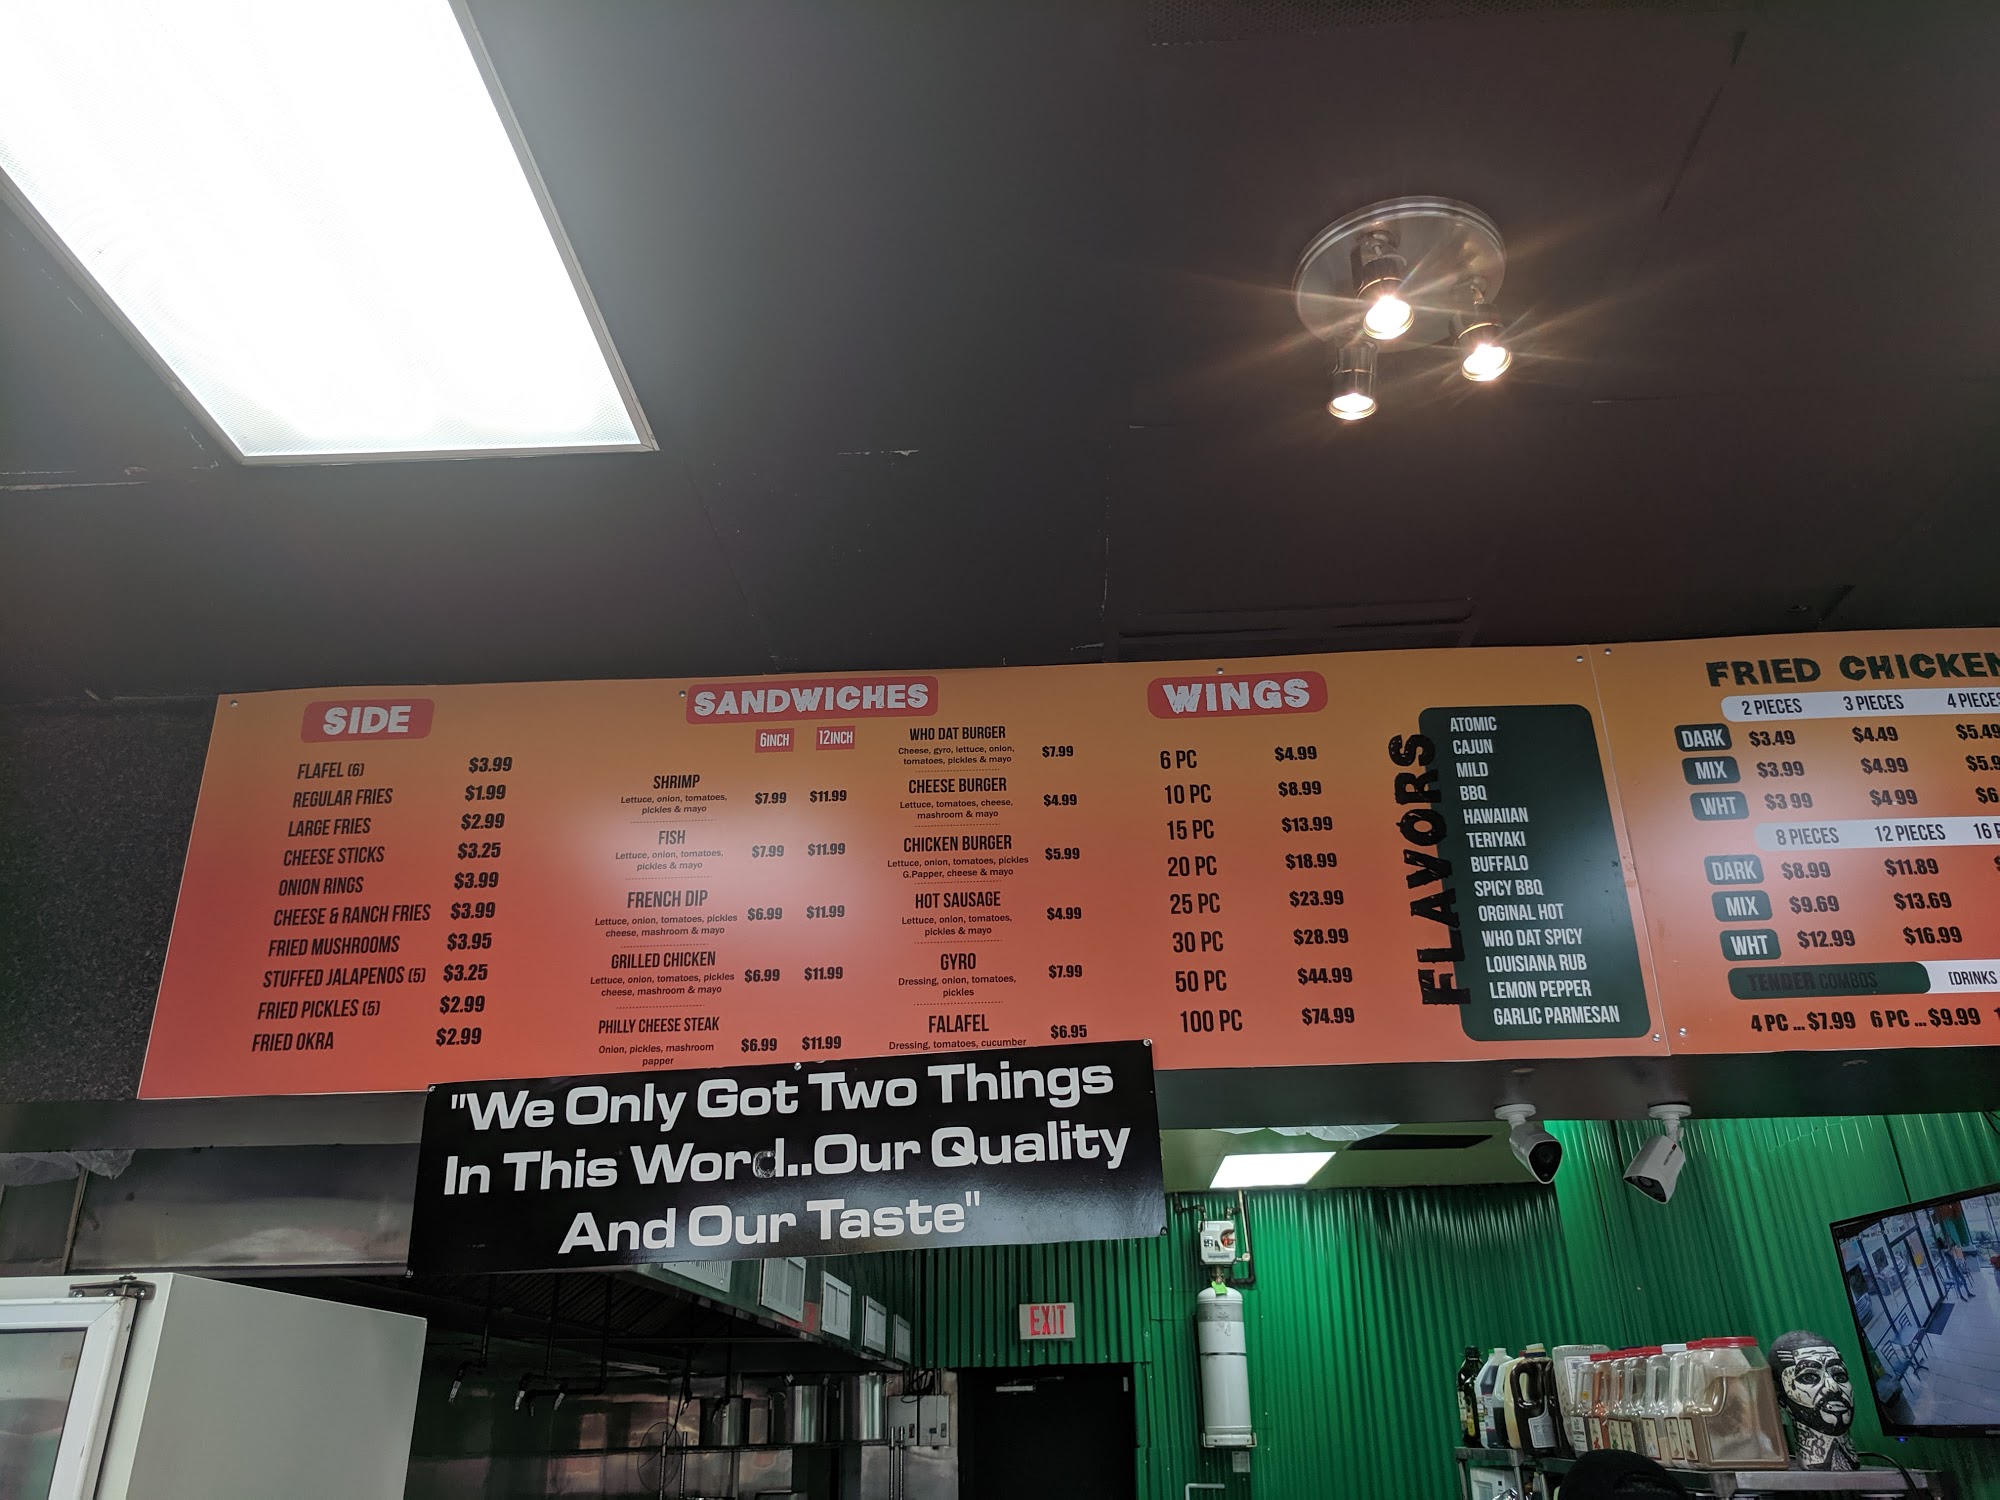 SIDE
FLAFEL (6) $3.99
REGULAR FRIES $1.99
LARGE FRIES $2.99
CHEESE STICKS $3.25
ONION RINGS $3.99
CHEESE & RANCH FRIES $3.99
FRIED MUSHROOMS $3.95
STUFFED JALAPENOS (5) $3.25
FRIED PICKLES (5) $2.99
FRIED OKRA $2.99
SANDWICHES
6INCH 12INCH
SHRIMP
Lettuce, onion, tomatoes,
pickles & mayo
$7.99 $11.99
FISH
Lettuce, onion, tomatoes,
pickles & mayo
$7.99 $11.99
FRENCH DIP
Lettuce, onion, tomatoes, pickles
cheese, mashroom & mayo
$6.99 $11.99
GRILLED CHICKEN
Lettuce, onion, tomatoes, pickles
cheese, mashroom & mayo
$6.99 $11.99
PHILLY CHEESE STEAK
Onion, pickles, mashroom
papper
$6.99 $11.99
WHO DAT BURGER
Cheese, gyro, lettuce, onion,
tomatoes, pickles & mayo
$7.99
CHEESE BURGER
Lettuce, tomatoes, cheese,
mashroom & mayo
$4.99
CHICKEN BURGER
Lettuce, onion, tomatoes, pickles
G.Papper, cheese & mayo
$5.99
HOT SAUSAGE
Lettuce, onion, tomatoes,
pickles & mayo
$4.99
GYRO
Dressing, onion, tomatoes,
pickles
$7.99
FALAFEL
Dressing, tomatoes, cucumber
$6.95
WINGS
6 PC $4.99
10 PC $8.99
15 PC $13.99
20 PC $18.99
25 PC $23.99
30 PC $28.99
50 PC $44.99
100 PC $74.99
FLAVORS
ATOMIC
CAJUN
MILD
BBQ
HAWAIIAN
TERIYAKI
BUFFALO
SPICY BBQ
ORGINAL HOT
WHO DAT SPICY
LOUISIANA RUB
LEMON PEPPER
GARLIC PARMESAN
FRIED CHICKEN
2 PIECES 3 PIECES 4 PIECES
DARK $3.49 $4.49 $5.49
MIX $3.99 $4.99 $5.9
WHT $3 99 $4 99 $6
8 PIECES 12 PIECES 16 P
DARK $8.99 $11.89
MIX $9.69 $13.69
WHT $12.99 $16.99
TENDER COMBOS [DRINKS
4 PC ... $7.99 6 PC ... $9.99
"We Only Got Two Things
In This Word..Our Quality
And Our Taste"
EXIT